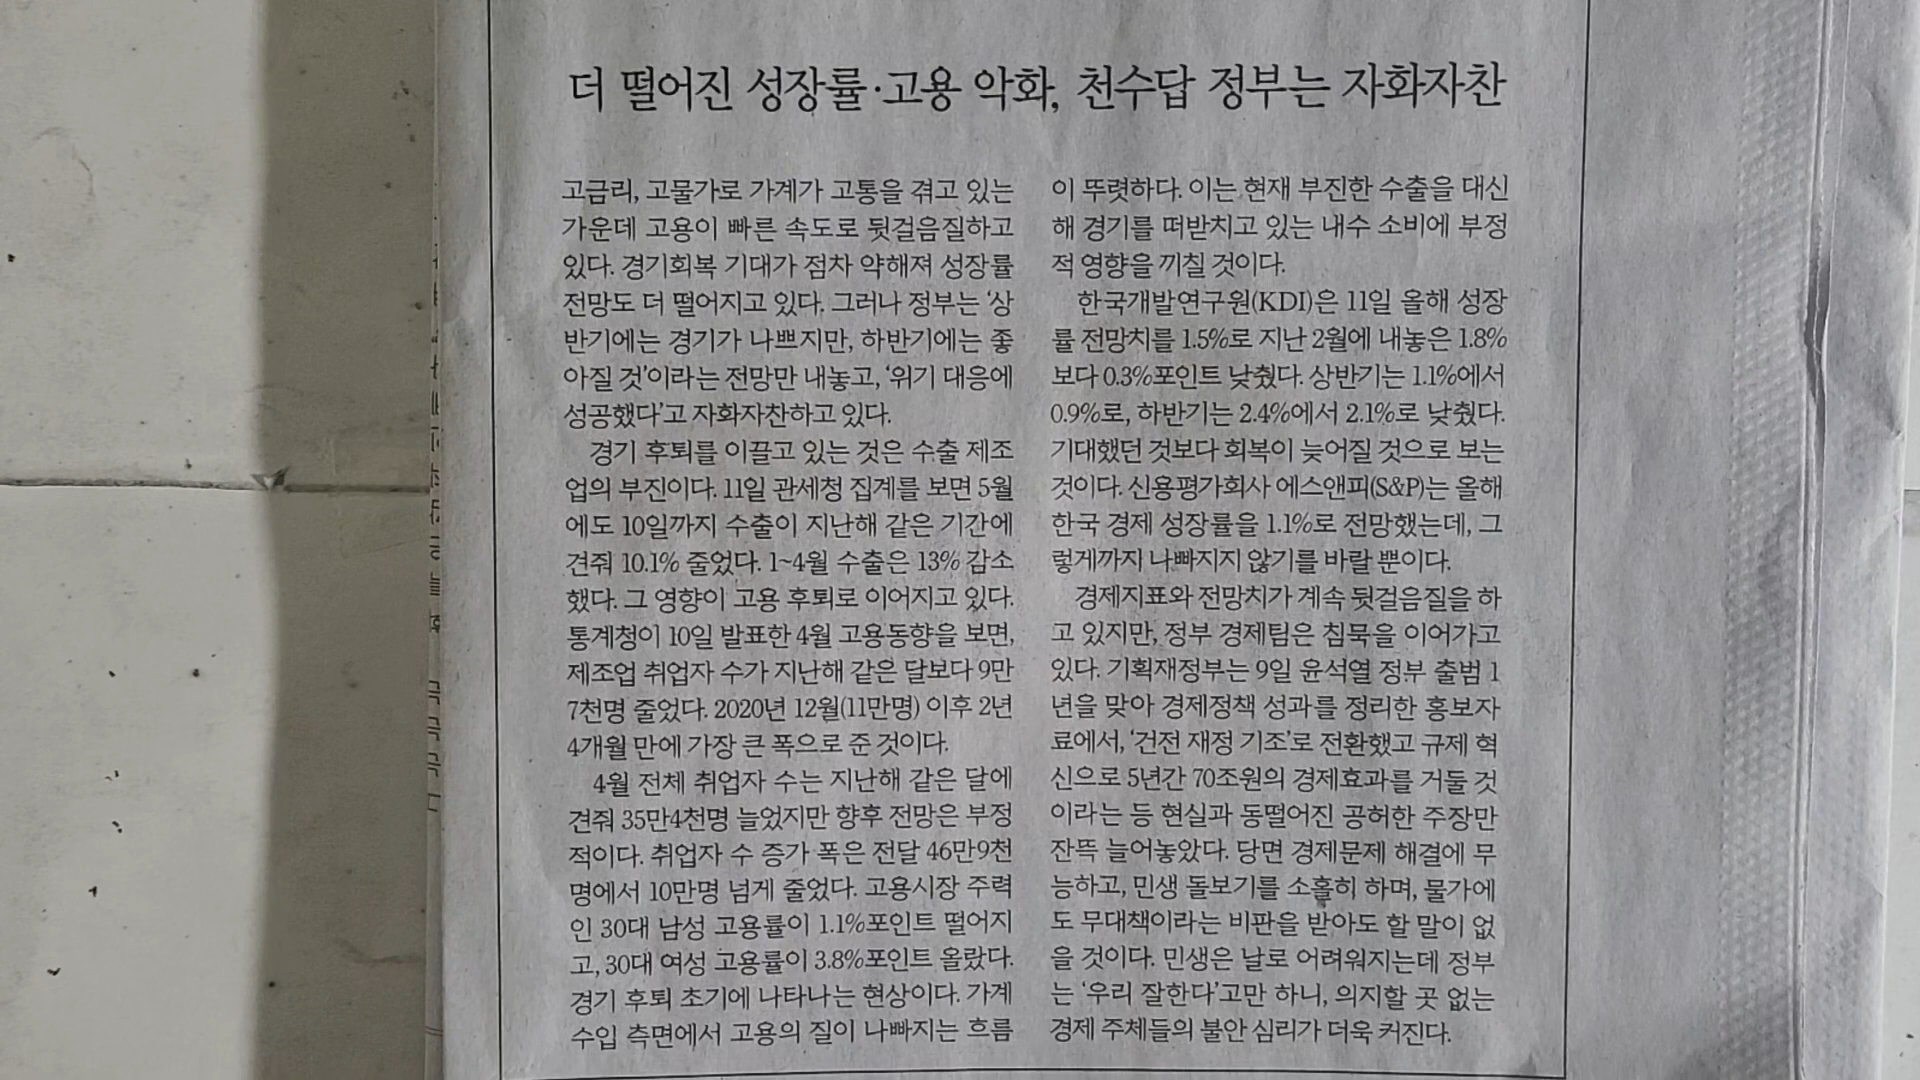 더 떨어진 성장률·고용 악화, 천수답 정부는 자화자찬
고금리, 고물가로 가계가 고통을 겪고 있는
가운데 고용이 빠른 속도로 뒷걸음질하고
있다. 경기회복 기대가 점차 약해져 성장률
전망도 더 떨어지고 있다. 그러나 정부는 ‘상
반기에는 경기가 나쁘지만, 하반기에는 좋
아질 것’이라는 전망만 내놓고, ‘위기 대응에
성공했다’고 자화자찬하고 있다.
경기 후퇴를 이끌고 있는 것은 수출 제조
업의 부진이다. 11일 관세청 집계를 보면 5월
에도 10일까지 수출이 지난해 같은 기간에
견줘 10.1% 줄었다. 1~4월 수출은 13% 감소
했다. 그 영향이 고용 후퇴로 이어지고 있다.
통계청이 10일 발표한 4월 고용동향을 보면,
제조업 취업자 수가 지난해 같은 달보다 9만
7천명 줄었다. 2020년 12월(11만명) 이후 2년
4개월 만에 가장 큰 폭으로 준 것이다.
4월 전체 취업자 수는 지난해 같은 달에
견줘 35만4천명 늘었지만 향후 전망은 부정
적이다. 취업자 수 증가 폭은 전달 46만9천
명에서 10만명 넘게 줄었다. 고용시장 주력
인 30대 남성 고용률이 1.1%포인트 떨어지
고, 30대 여성 고용률이 3.8%포인트 올랐다.
경기 후퇴 초기에 나타나는 현상이다. 가계
수입 측면에서 고용의 질이 나빠지는 흐름
이 뚜렷하다. 이는 현재 부진한 수출을 대신
해 경기를 떠받치고 있는 내수 소비에 부정
적 영향을 끼칠 것이다.
한국개발연구원(KDI)은 11일 올해 성장
률 전망치를 1.5%로 지난 2월에 내놓은 1.8%
보다 0.3%포인트 낮췄다. 상반기는 1.1%에서
0.9%로, 하반기는 2.4%에서 2.1%로 낮췄다.
기대했던 것보다 회복이 늦어질 것으로 보는
것이다. 신용평가회사 에스앤피(S&P)는 올해
한국 경제 성장률을 1.1%로 전망했는데, 그
렇게까지 나빠지지 않기를 바랄 뿐이다.
경제지표와 전망치가 계속 뒷걸음질을 하
고 있지만, 정부 경제팀은 침묵을 이어가고
있다. 기획재정부는 9일 윤석열 정부 출범 1
년을 맞아 경제정책 성과를 정리한 홍보자
료에서, ‘건전 재정 기조’로 전환했고 규제 혁
신으로 5년간 70조원의 경제효과를 거둘 것
이라는 등 현실과 동떨어진 공허한 주장만
잔뜩 늘어놓았다. 당면 경제문제 해결에 무
능하고, 민생 돌보기를 소홀히 하며, 물가에
도 무대책이라는 비판을 받아도 할 말이 없
을 것이다. 민생은 날로 어려워지는데 정부
는 ‘우리 잘한다’고만 하니, 의지할 곳 없는
경제 주체들의 불안 심리가 더욱 커진다.